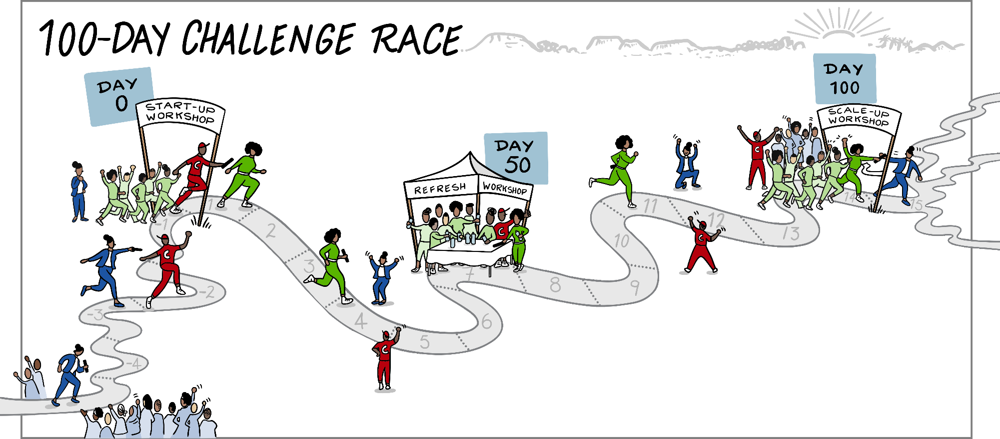 100-DAY CHALLENGE RACE
DAY
0
START-UP
WORKSHOP
DAY
50
REFRESH WORKSHOP
DAY
100
SCALE-UP
WORKSHOP
-4
-3
-2
-1
1
2
3
4
5
6
7
8
9
10
11
12
13
14
15
C
C
C
C
C
C